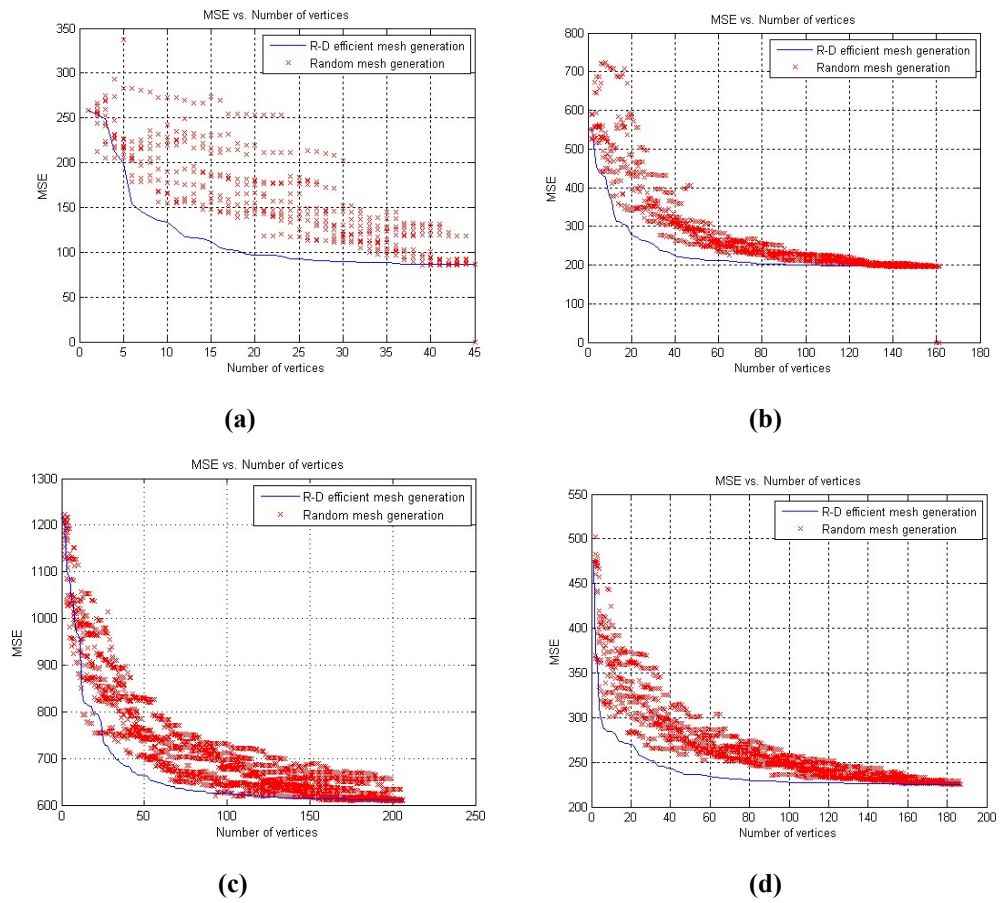 MSE vs. Number of vertices
350
300
250
200
150
100
50
0
MSE
R-D efficient mesh generation
Random mesh generation
0 5 10 15 20 25 30 35 40 45
Number of vertices
(a)
MSE vs. Number of vertices
800
700
600
500
400
300
200
100
0
MSE
R-D efficient mesh generation
Random mesh generation
0 20 40 60 80 100 120 140 160 180
Number of vertices
(b)
MSE vs. Number of vertices
1300
1200
1100
1000
900
800
700
600
MSE
R-D efficient mesh generation
Random mesh generation
0 50 100 150 200 250
Number of vertices
(c)
MSE vs. Number of vertices
550
500
450
400
350
300
250
200
MSE
R-D efficient mesh generation
Random mesh generation
0 20 40 60 80 100 120 140 160 180 200
Number of vertices
(d)